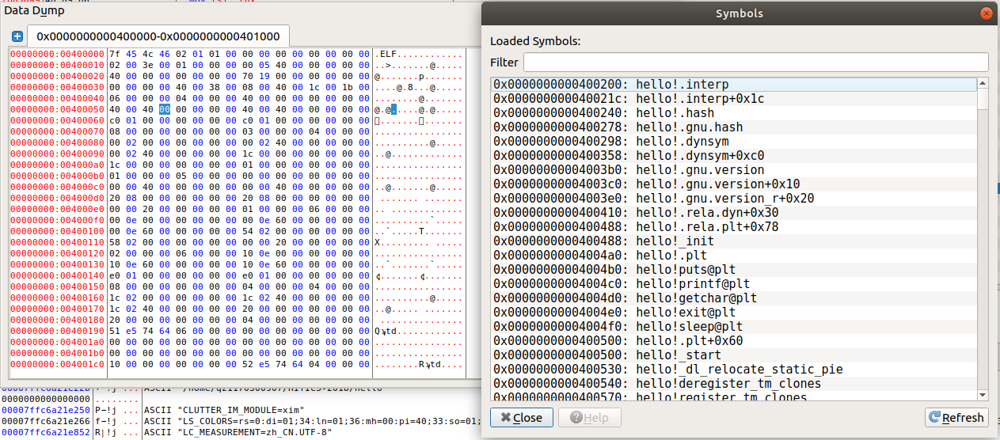 Data Dump
0x0000000000400000-0x0000000000401000
00000000:00400000 7f 45 4c 46 02 01 01 00 00 00 00 00 00 00 00 00 .ELF............
00000000:00400010 02 00 3e 00 01 00 00 00 00 05 40 00 00 00 00 00 ..>.......@.....
00000000:00400020 40 00 00 00 00 00 00 00 70 19 00 00 00 00 00 00 @.......p.......
00000000:00400030 00 00 00 00 40 00 38 00 08 00 40 00 1c 00 1b 00 ....@.8...@.....
00000000:00400040 06 00 00 00 04 00 00 00 40 00 00 00 00 00 00 00 ........@.......
00000000:00400050 40 00 40 00 00 00 00 00 40 00 40 00 00 00 00 00 @.@.....@.@.....
00000000:00400060 c0 01 00 00 00 00 00 00 c0 01 00 00 00 00 00 00
00000000:00400070 08 00 00 00 00 00 00 00 03 00 00 00 04 00 00 00 ................
00000000:00400080 00 02 00 00 00 00 00 00 00 02 40 00 00 00 00 00 ..........@.....
00000000:00400090 00 02 40 00 00 00 00 00 1c 00 00 00 00 00 00 00 ..@.............
00000000:004000a0 1c 00 00 00 00 00 00 00 01 00 00 00 00 00 00 00 ................
00000000:004000b0 01 00 00 00 05 00 00 00 00 00 00 00 00 00 00 00 ................
00000000:004000c0 00 00 40 00 00 00 00 00 00 00 40 00 00 00 00 00 ..@.......@.....
00000000:004000d0 20 08 00 00 00 00 00 00 20 08 00 00 00 00 00 00 ....... .......
00000000:004000e0 00 00 20 00 00 00 00 00 01 00 00 00 06 00 00 00 .. .............
00000000:004000f0 00 0e 00 00 00 00 00 00 00 0e 60 00 00 00 00 00 ..........`.....
00000000:00400100 00 0e 60 00 00 00 00 00 54 02 00 00 00 00 00 00 ..`.....T.......
00000000:00400110 58 02 00 00 00 00 00 00 00 00 20 00 00 00 00 00 X......... .....
00000000:00400120 02 00 00 00 06 00 00 00 10 0e 00 00 00 00 00 00 ................
00000000:00400130 10 0e 60 00 00 00 00 00 10 0e 60 00 00 00 00 00 ..`.......`.....
00000000:00400140 e0 01 00 00 00 00 00 00 e0 01 00 00 00 00 00 00 ¢.......¢.......
00000000:00400150 08 00 00 00 00 00 00 00 04 00 00 00 04 00 00 00 ................
00000000:00400160 1c 02 00 00 00 00 00 00 1c 02 40 00 00 00 00 00 ..........@.....
00000000:00400170 1c 02 40 00 00 00 00 00 20 00 00 00 00 00 00 00 ..@..... .......
00000000:00400180 20 00 00 00 00 00 00 00 04 00 00 00 00 00 00 00 ...............
00000000:00400190 51 e5 74 64 06 00 00 00 00 00 00 00 00 00 00 00
00000000:004001a0 00 00 00 00 00 00 00 00 00 00 00 00 00 00 00 00 ................
00000000:004001b0 00 00 00 00 00 00 00 00 00 00 00 00 00 00 00 00 ................
00000000:004001c0 10 00 00 00 00 00 00 00 52 e5 74 64 04 00 00 00
0000000000000000 ........
00007ffc6a21e250 P¬!j ... ASCII "CLUTTER_IM_MODULE=xim"
00007ffc6a21e266 f¬!j ... ASCII "LS_COLORS=rs=0:di=01;34:ln=01;36:mh=00:pi=40;33:so=01;
00007ffc6a21e852 R|!j ... ASCII "LC_MEASUREMENT=zh_CN.UTF-8"
Symbols
Loaded Symbols:
Filter
0x0000000000400200: hello!.interp
0x000000000040021c: hello!.interp+0x1c
0x0000000000400240: hello!.hash
0x0000000000400278: hello!.gnu.hash
0x0000000000400298: hello!.dynsym
0x0000000000400358: hello!.dynsym+0xc0
0x00000000004003b0: hello!.gnu.version
0x00000000004003c0: hello!.gnu.version+0x10
0x00000000004003e0: hello!.gnu.version_r+0x20
0x0000000000400410: hello!.rela.dyn+0x30
0x0000000000400488: hello!.rela.plt+0x78
0x0000000000400488: hello!_init
0x00000000004004a0: hello!.plt
0x00000000004004b0: hello!puts@plt
0x00000000004004c0: hello!printf@plt
0x00000000004004d0: hello!getchar@plt
0x00000000004004e0: hello!exit@plt
0x00000000004004f0: hello!sleep@plt
0x0000000000400500: hello!.plt+0x60
0x0000000000400500: hello!_start
0x0000000000400530: hello!_dl_relocate_static_pie
0x0000000000400540: hello!deregister_tm_clones
0x0000000000400570: hello!register_tm_clones
Close
Help
Refresh